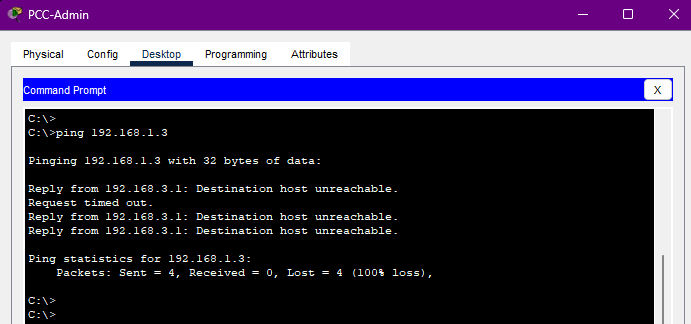 PCC-Admin
Physical Config Desktop Programming Attributes
Command Prompt X
C:\>
C:\>ping 192.168.1.3
Pinging 192.168.1.3 with 32 bytes of data:
Reply from 192.168.3.1: Destination host unreachable.
Request timed out.
Reply from 192.168.3.1: Destination host unreachable.
Reply from 192.168.3.1: Destination host unreachable.
Ping statistics for 192.168.1.3:
    Packets: Sent = 4, Received = 0, Lost = 4 (100% loss),
C:\>
C:\>